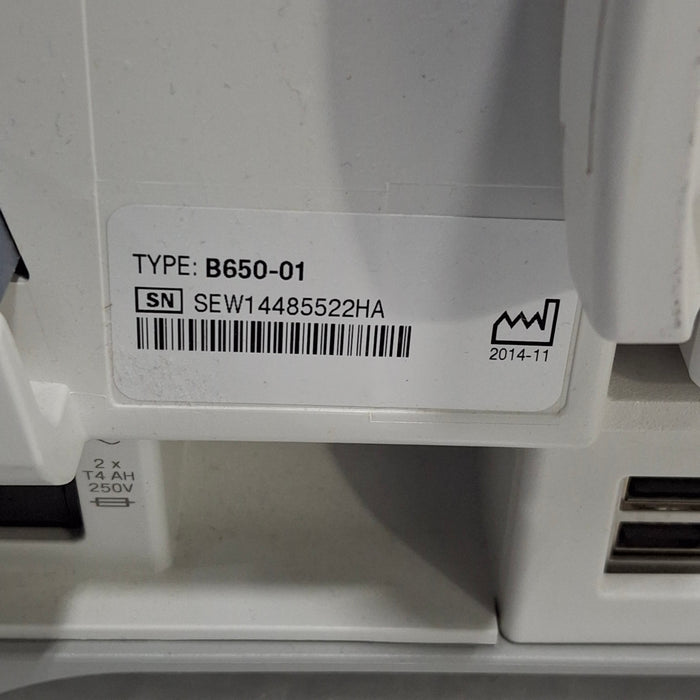 TYPE: B650-01
SN SEW14485522HA
2014-11
2 x
T4 AH
250V